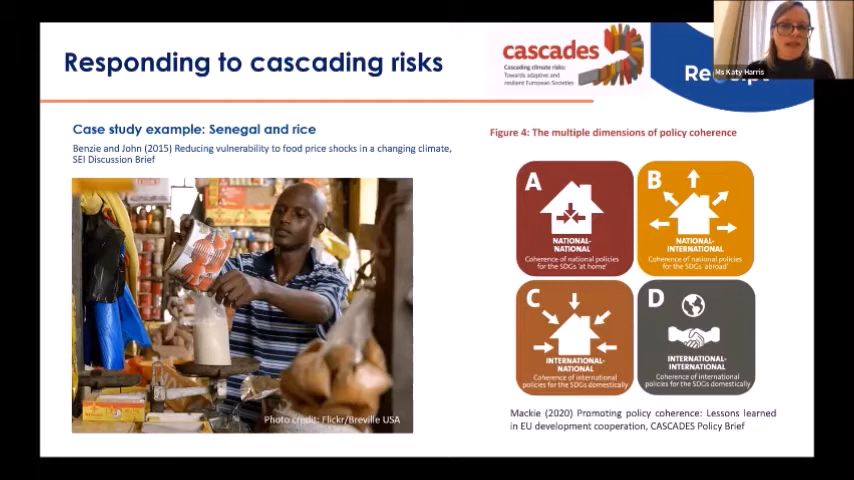 Responding to cascading risks
cascades
Cascading climate risks:
Towards adaptive and
resilient European Societies
Ms Katy Harris
Case study example: Senegal and rice
Benzie and John (2015) Reducing vulnerability to food price shocks in a changing climate,
SEI Discussion Brief
Photo credit: Flickr/Breville USA
Figure 4: The multiple dimensions of policy coherence
A
NATIONAL-
NATIONAL
Coherence of national policies
for the SDGs 'at home'
B
NATIONAL-
INTERNATIONAL
Coherence of national policies
for the SDGs 'abroad'
C
INTERNATIONAL-
NATIONAL
Coherence of international
policies for the SDGs domestically
D
INTERNATIONAL-
INTERNATIONAL
Coherence of international
policies for the SDGs domestically
Mackie (2020) Promoting policy coherence: Lessons learned
in EU development cooperation, CASCADES Policy Brief